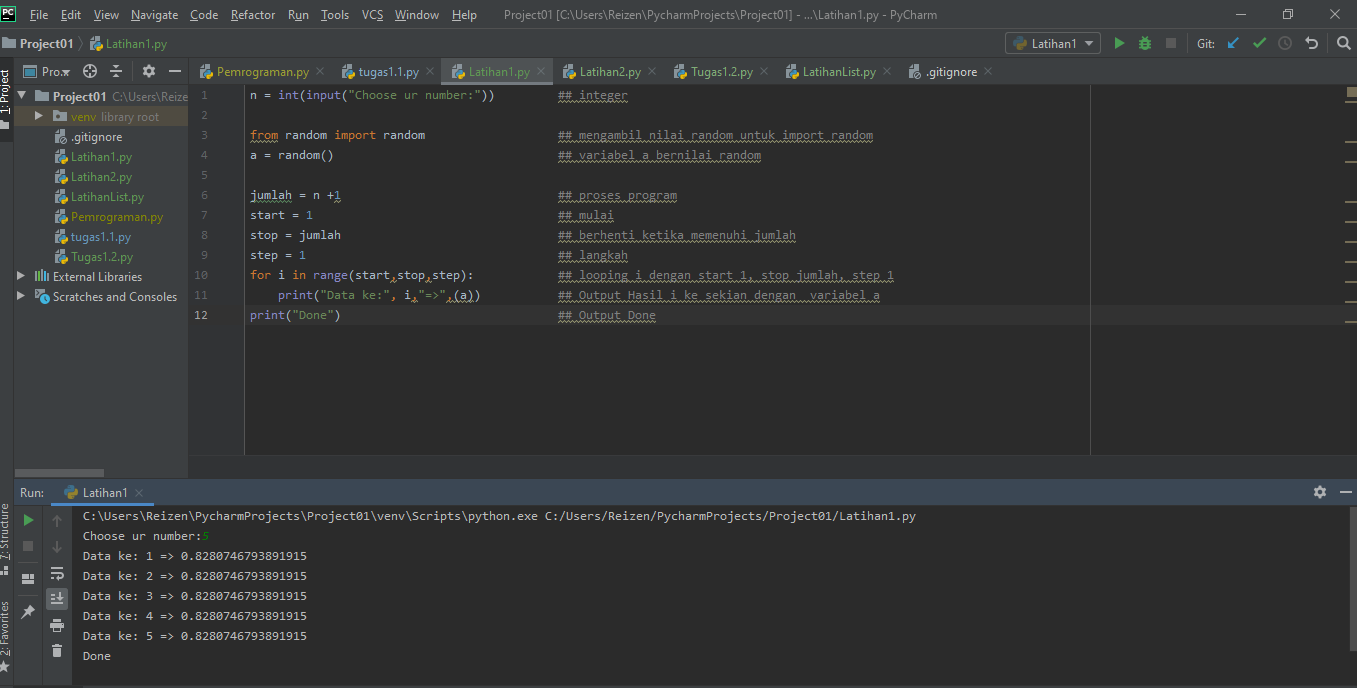 PC File Edit View Navigate Code Refactor Run Tools VCS Window Help Project01 [C:\Users\Reizen\PycharmProjects\Project01] - ...\Latihan1.py - PyCharm
Project01 Latihan1.py Latihan1 Git:
1: Project
Pro... Pemrograman.py tugas1.1.py Latihan1.py Latihan2.py Tugas1.2.py LatihanList.py .gitignore
Project01 C:\Users\Reize
venv library root
.gitignore
Latihan1.py
Latihan2.py
LatihanList.py
Pemrograman.py
tugas1.1.py
Tugas1.2.py
External Libraries
Scratches and Consoles
1 n = int(input("Choose ur number:")) ## integer
2
3 from random import random ## mengambil nilai random untuk import random
4 a = random() ## variabel a bernilai random
5
6 jumlah = n +1 ## proses program
7 start = 1 ## mulai
8 stop = jumlah ## berhenti ketika memenuhi jumlah
9 step = 1 ## langkah
10 for i in range(start,stop,step): ## looping i dengan start 1, stop jumlah, step 1
11 print("Data ke:", i,"=>",(a)) ## Output Hasil i ke sekian dengan  variabel a
12 print("Done") ## Output Done
Run: Latihan1
7: Structure
2: Favorites
C:\Users\Reizen\PycharmProjects\Project01\venv\Scripts\python.exe C:/Users/Reizen/PycharmProjects/Project01/Latihan1.py
Choose ur number:5
Data ke: 1 => 0.8280746793891915
Data ke: 2 => 0.8280746793891915
Data ke: 3 => 0.8280746793891915
Data ke: 4 => 0.8280746793891915
Data ke: 5 => 0.8280746793891915
Done